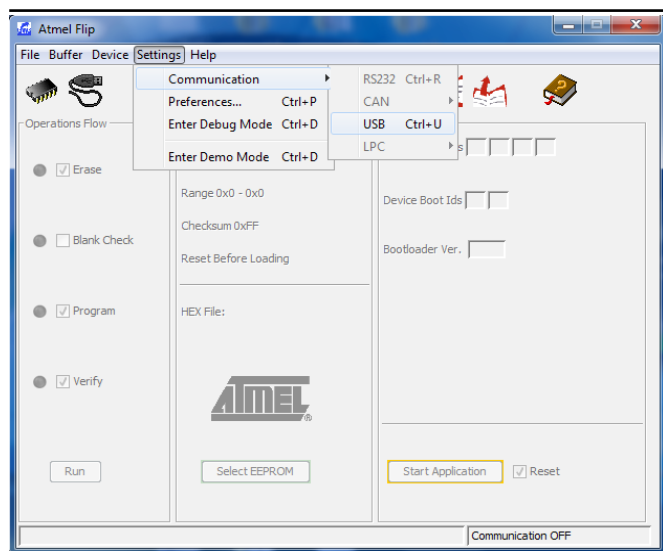 Atmel Flip
File Buffer Device Settings Help
Communication
Preferences... Ctrl+P
Enter Debug Mode Ctrl+D
Enter Demo Mode Ctrl+D
RS232 Ctrl+R
CAN
USB Ctrl+U
LPC
Operations Flow
Erase
Blank Check
Program
Verify
Run
Range 0x0 - 0x0
Checksum 0xFF
Reset Before Loading
HEX File:
ATMEL®
Select EEPROM
s
Device Boot Ids
Bootloader Ver.
Start Application
Reset
Communication OFF